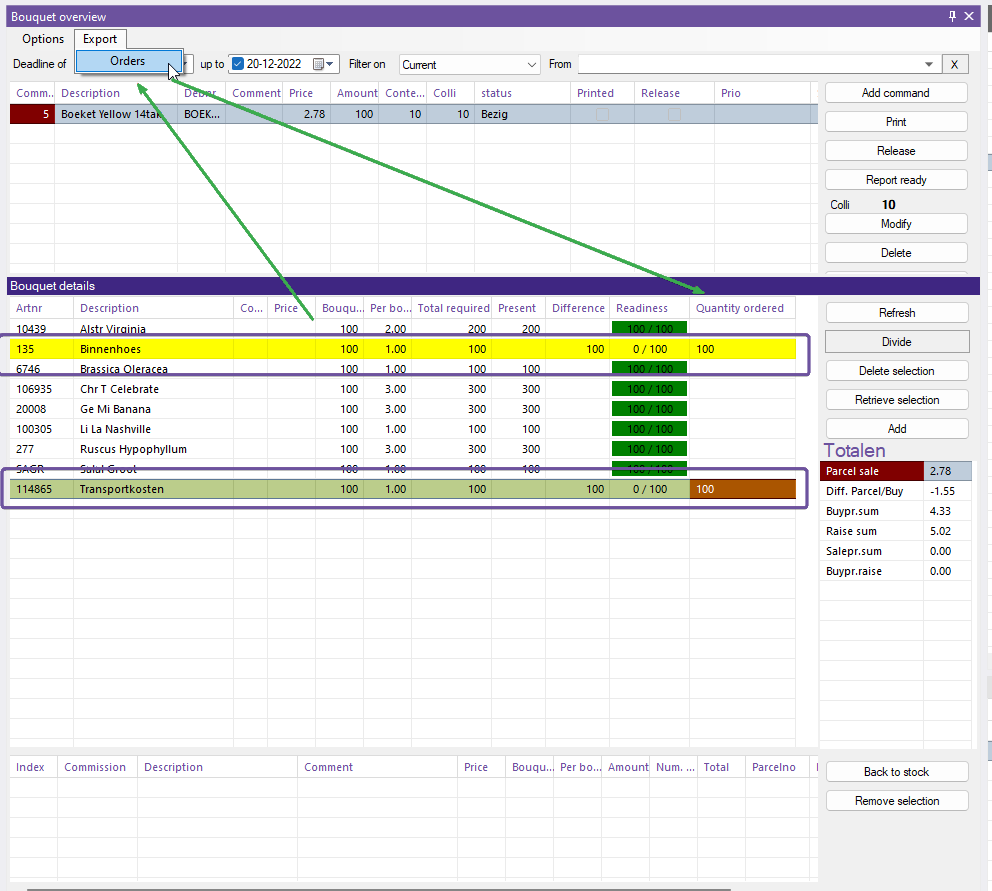 Bouquet overview
Options Export
Orders
Deadline of up to 20-12-2022 Filter on Current From X
Comm... Description Debnr Comment Price Amount Conte... Colli status Printed Release Prio
5 Boeket Yellow 14tak BOEK... 2.78 100 10 10 Bezig
Add command
Print
Release
Report ready
Colli 10
Modify
Delete
Bouquet details
Artnr Description Co... Price Bouqu... Per bo... Total required Present Difference Readiness Quantity ordered
10439 Alstr Virginia 100 2.00 200 200 100 / 100
135 Binnenhoes 100 1.00 100 100 0 / 100 100
6746 Brassica Oleracea 100 1.00 100 100 100 / 100
106935 Chr T Celebrate 100 3.00 300 300 100 / 100
20008 Ge Mi Banana 100 3.00 300 300 100 / 100
100305 Li La Nashville 100 1.00 100 100 100 / 100
277 Ruscus Hypophyllum 100 3.00 300 300 100 / 100
SAGR Salal Groot 100 1.00 100 100 100 / 100
114865 Transportkosten 100 1.00 100 100 0 / 100 100
Refresh
Divide
Delete selection
Retrieve selection
Add
Totalen
Parcel sale 2.78
Diff. Parcel/Buy -1.55
Buypr.sum 4.33
Raise sum 5.02
Salepr.sum 0.00
Buypr.raise 0.00
Index Commission Description Comment Price Bouqu... Per bo... Amount Num. ... Total Parcelno
Back to stock
Remove selection